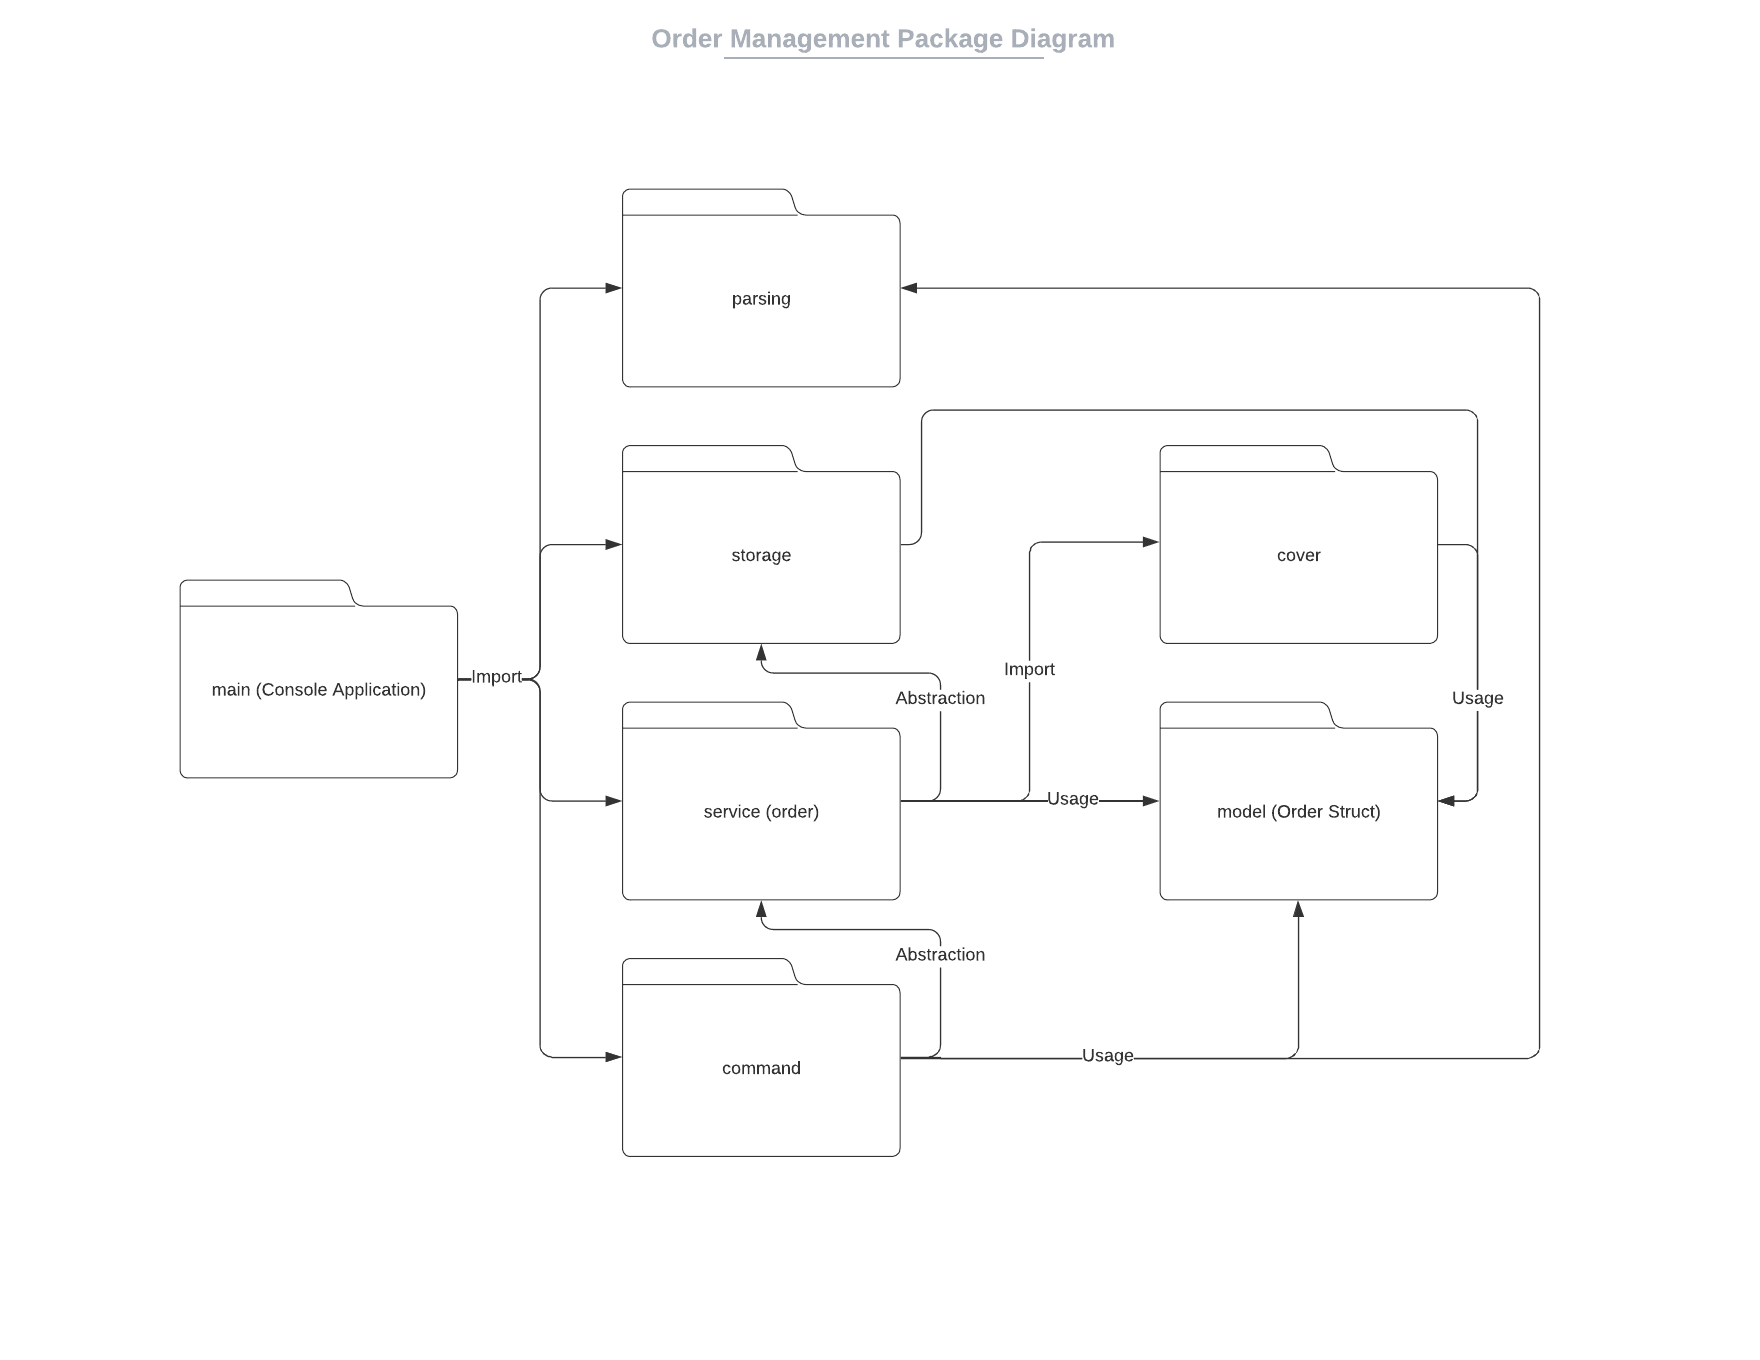 Order Management Package Diagram
parsing
storage
cover
Import
main (Console Application)
Import
Abstraction
Usage
service (order)
Usage
model (Order Struct)
Abstraction
command
Usage